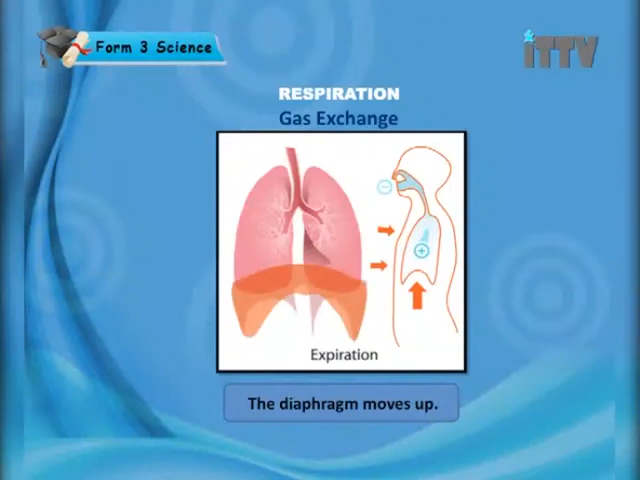 Form 3 Science
iTTV
RESPIRATION
Gas Exchange
−
+
Expiration
The diaphragm moves up.